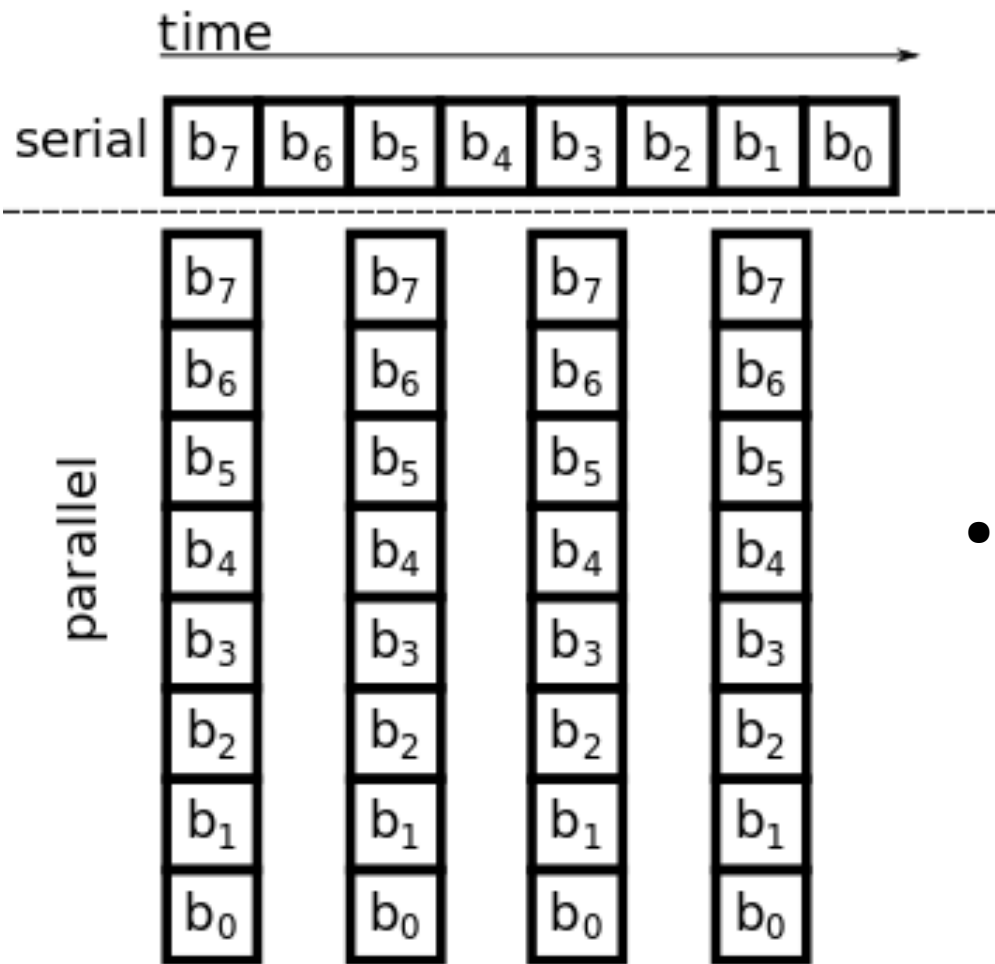 time
serial b₇ b₆ b₅ b₄ b₃ b₂ b₁ b₀
parallel
b₇ b₇ b₇ b₇
b₆ b₆ b₆ b₆
b₅ b₅ b₅ b₅
b₄ b₄ b₄ b₄
b₃ b₃ b₃ b₃
b₂ b₂ b₂ b₂
b₁ b₁ b₁ b₁
b₀ b₀ b₀ b₀